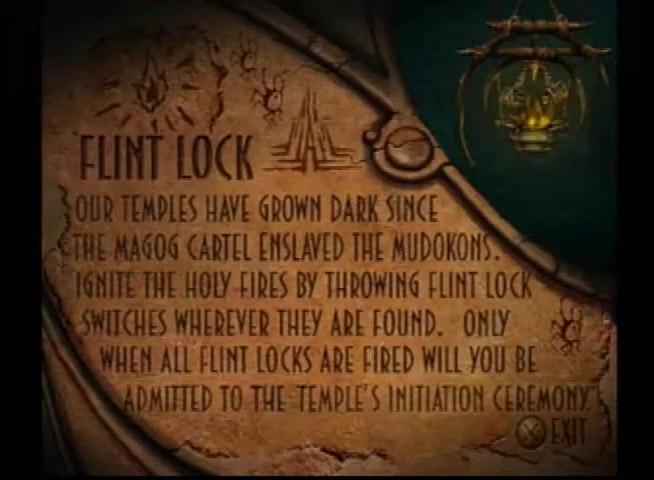 FLINT LOCK
OUR TEMPLES HAVE GROWN DARK SINCE
THE MAGOG CARTEL ENSLAVED THE MUDOKONS.
IGNITE THE HOLY FIRES BY THROWING FLINT LOCK
SWITCHES WHEREVER THEY ARE FOUND. ONLY
WHEN ALL FLINT LOCKS ARE FIRED WILL YOU BE
ADMITTED TO THE TEMPLE'S INITIATION CEREMONY.
X EXIT